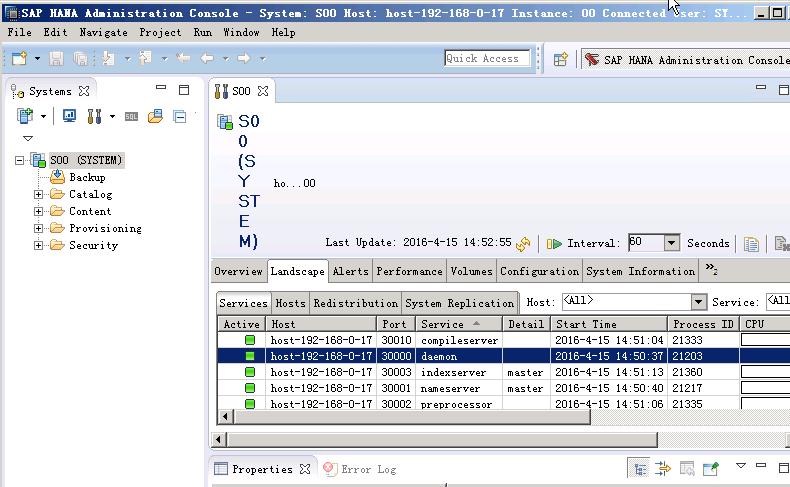 SAP HANA Administration Console - System: S00 Host: host-192-168-0-17 Instance: 00 Connected User: SY...
File Edit Navigate Project Run Window Help
Quick Access
SAP HANA Administration Console
Systems
S00
SQL
S00 (SYSTEM)
Backup
Catalog
Content
Provisioning
Security
S0
0
(S
Y
ST
E
M)
ho...00
Last Update: 2016-4-15 14:52:55 Interval: 60 Seconds
Overview Landscape Alerts Performance Volumes Configuration System Information »2
Services Hosts Redistribution System Replication Host: <All> Service: <Al
Active Host Port Service Detail Start Time Process ID CPU
host-192-168-0-17 30010 compileserver 2016-4-15 14:51:04 21333
host-192-168-0-17 30000 daemon 2016-4-15 14:50:37 21203
host-192-168-0-17 30003 indexserver master 2016-4-15 14:51:13 21360
host-192-168-0-17 30001 nameserver master 2016-4-15 14:50:40 21217
host-192-168-0-17 30002 preprocessor 2016-4-15 14:51:06 21335
Properties Error Log